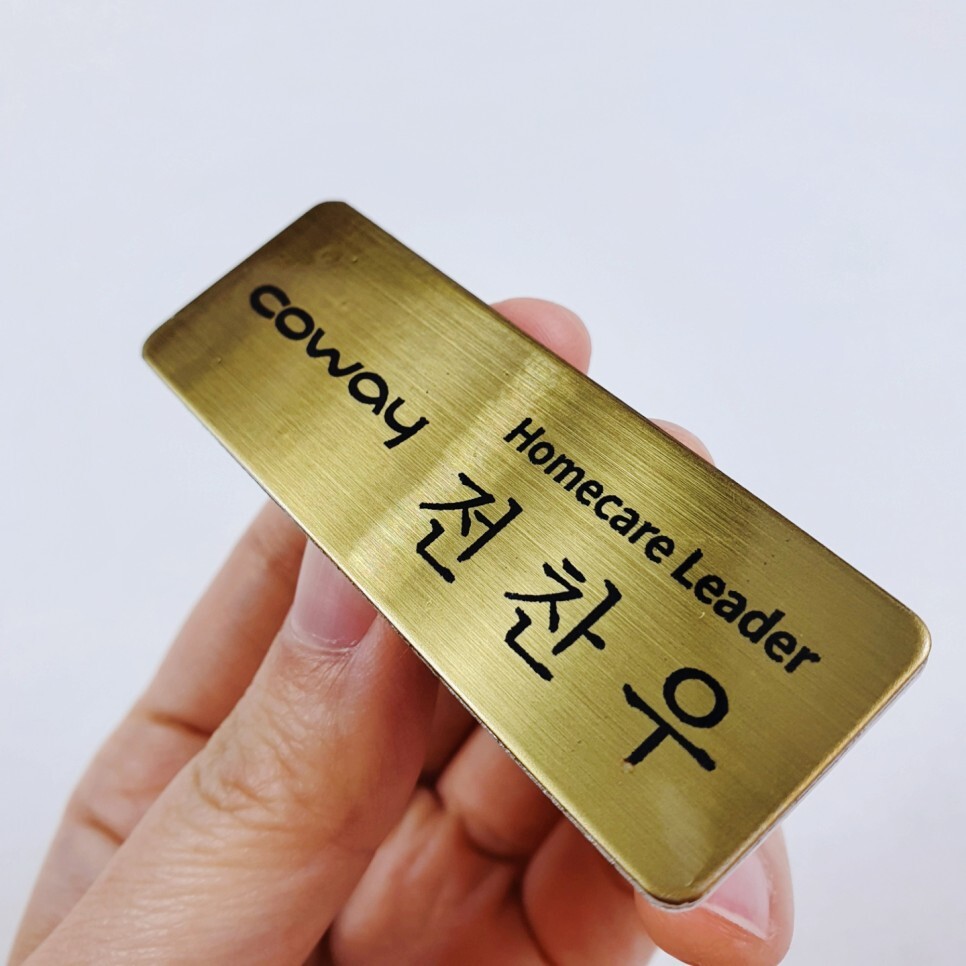 coway
Homecare Leader
전찬우